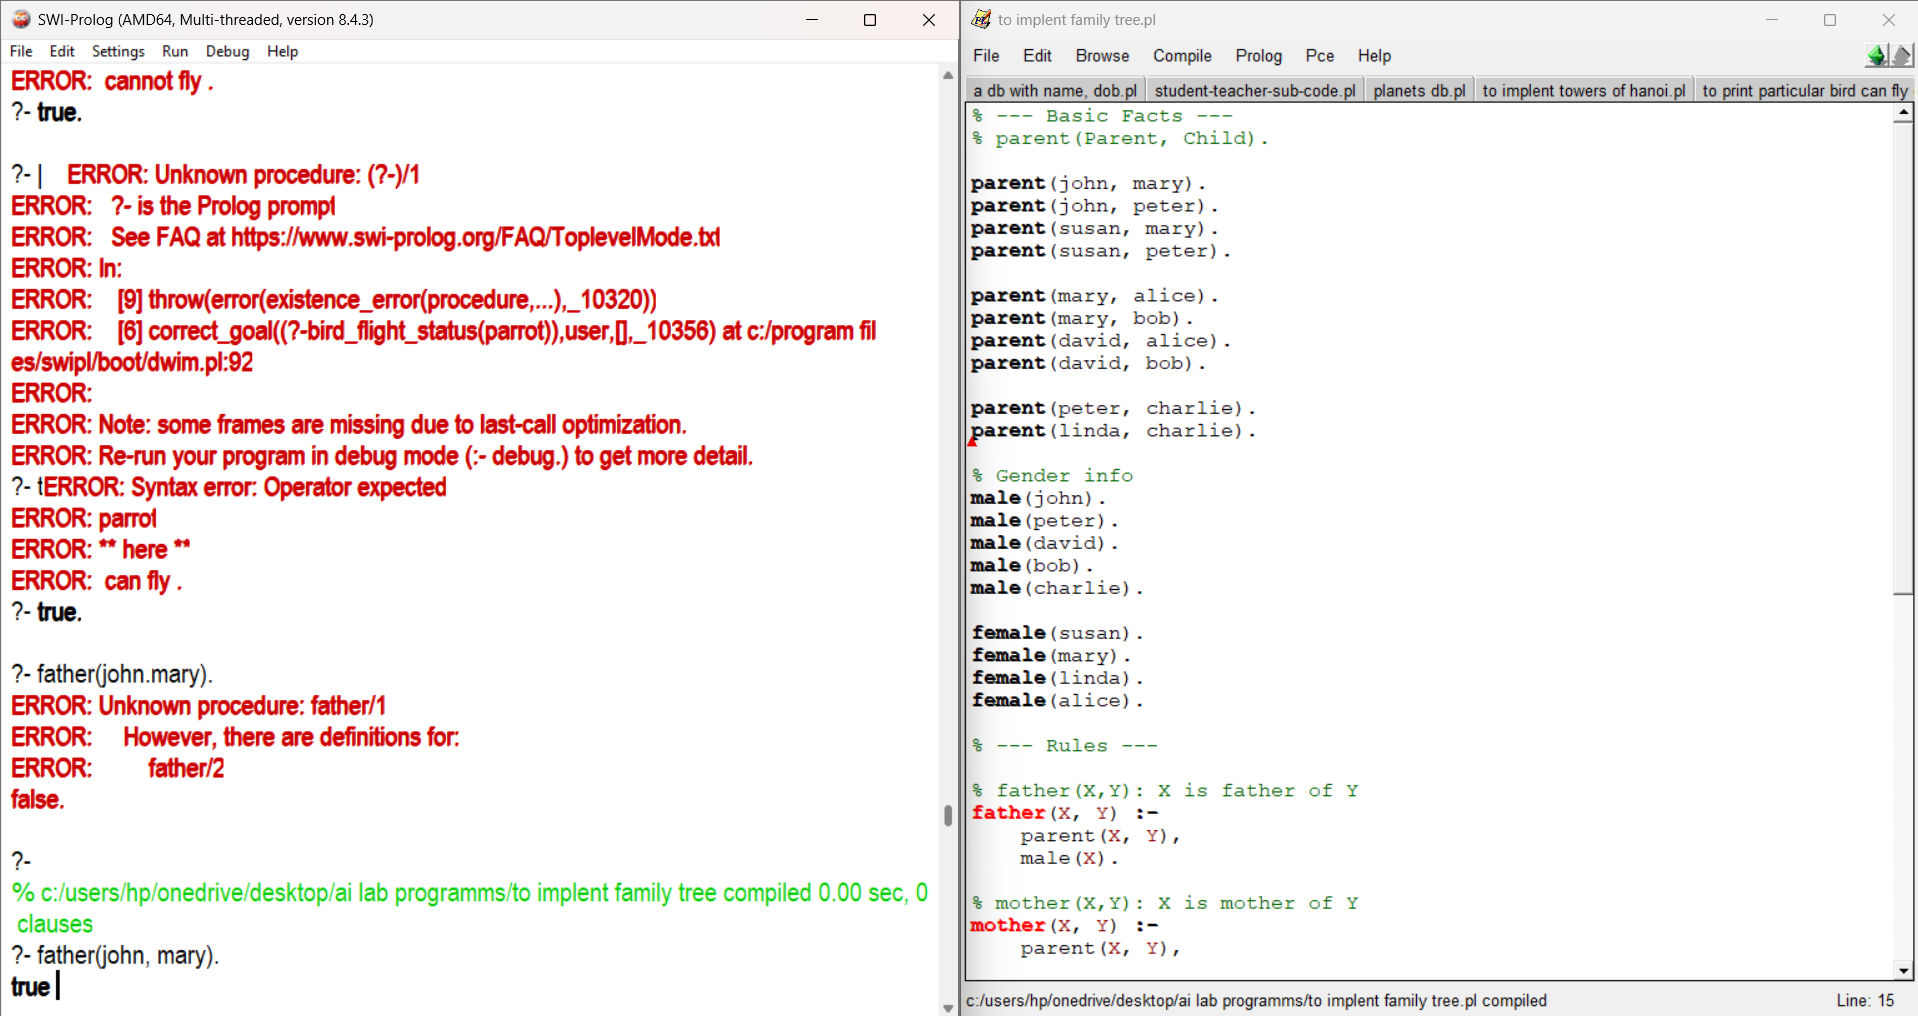 SWI-Prolog (AMD64, Multi-threaded, version 8.4.3)
File Edit Settings Run Debug Help
ERROR:  cannot fly .
?- true.
?- |    ERROR: Unknown procedure: (?-)/1
ERROR:   ?- is the Prolog prompt
ERROR:   See FAQ at https://www.swi-prolog.org/FAQ/ToplevelMode.txt
ERROR: In:
ERROR:    [9] throw(error(existence_error(procedure,...),_10320))
ERROR:    [6] correct_goal((?-bird_flight_status(parrot)),user,[],_10356) at c:/program fil
es/swipl/boot/dwim.pl:92
ERROR:
ERROR: Note: some frames are missing due to last-call optimization.
ERROR: Re-run your program in debug mode (:- debug.) to get more detail.
?- tERROR: Syntax error: Operator expected
ERROR: parrot
ERROR: ** here **
ERROR:  can fly .
?- true.
?- father(john.mary).
ERROR: Unknown procedure: father/1
ERROR:     However, there are definitions for:
ERROR:         father/2
false.
?-
% c:/users/hp/onedrive/desktop/ai lab programms/to implent family tree compiled 0.00 sec, 0
clauses
?- father(john, mary).
true
to implent family tree.pl
File Edit Browse Compile Prolog Pce Help
a db with name, dob.pl student-teacher-sub-code.pl planets db.pl to implent towers of hanoi.pl to print particular bird can fly
% --- Basic Facts ---
% parent(Parent, Child).
parent(john, mary).
parent(john, peter).
parent(susan, mary).
parent(susan, peter).
parent(mary, alice).
parent(mary, bob).
parent(david, alice).
parent(david, bob).
parent(peter, charlie).
parent(linda, charlie).
% Gender info
male(john).
male(peter).
male(david).
male(bob).
male(charlie).
female(susan).
female(mary).
female(linda).
female(alice).
% --- Rules ---
% father(X,Y): X is father of Y
father(X, Y) :-
    parent(X, Y),
    male(X).
% mother(X,Y): X is mother of Y
mother(X, Y) :-
    parent(X, Y),
c:/users/hp/onedrive/desktop/ai lab programms/to implent family tree.pl compiled
Line: 15